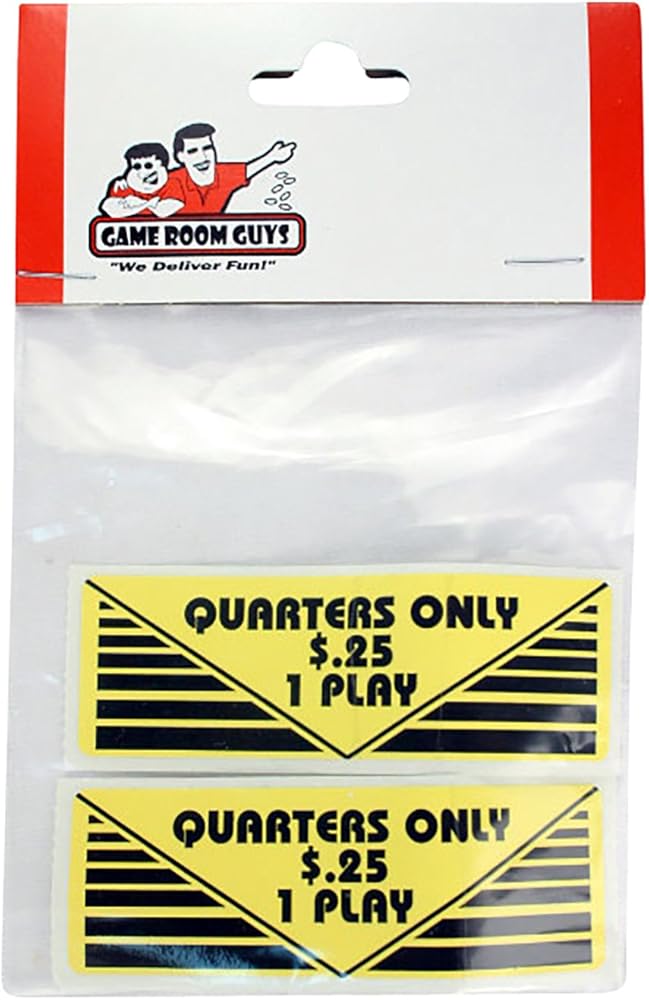 GAME ROOM GUYS
"We Deliver Fun!"
QUARTERS ONLY
$.25
1 PLAY
QUARTERS ONLY
$.25
1 PLAY